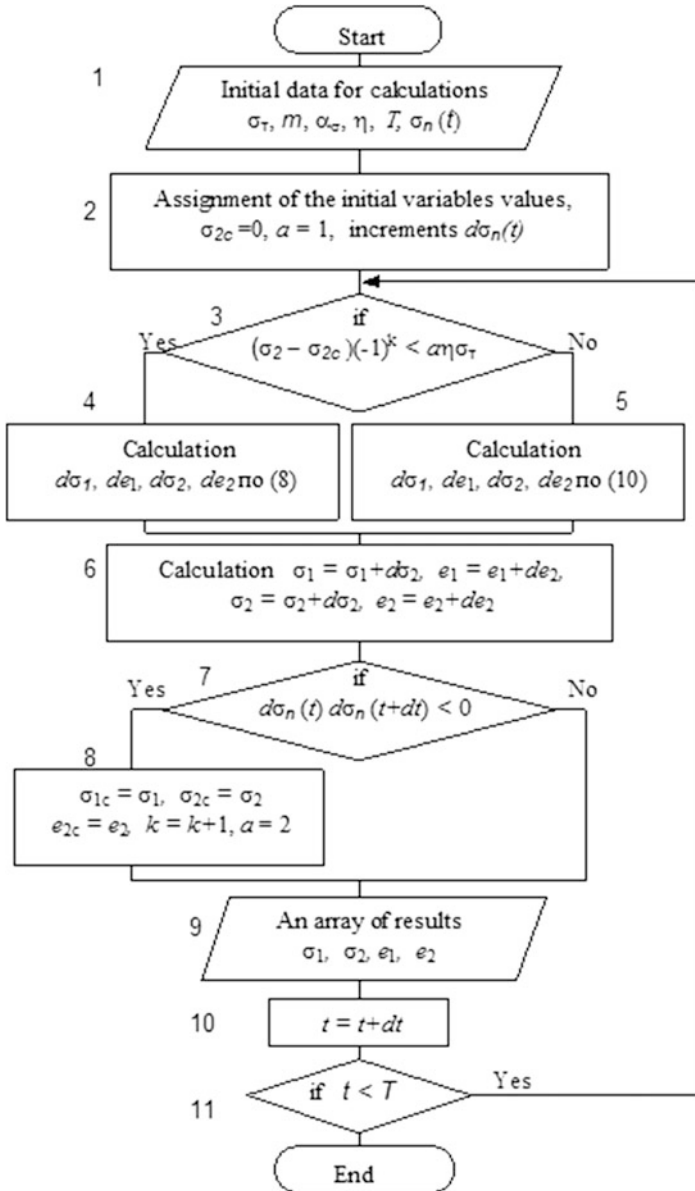 Start
1
Initial data for calculations
σт, m, ασ, η, T, σn (t)
2
Assignment of the initial variables values,
σ2c =0, a = 1, increments dσn(t)
3
if
Yes
(σ2 – σ2c )(-1)^k < aησт
No
4
Calculation
dσ1, de1, dσ2, de2 по (8)
5
Calculation
dσ1, de1, dσ2, de2 по (10)
6
Calculation σ1 = σ1+dσ2, e1 = e1+de2,
σ2 = σ2+dσ2, e2 = e2+de2
7
if
Yes
dσn (t) dσn (t+dt) < 0
No
8
σ1c = σ1, σ2c = σ2
e2c = e2, k = k+1, a = 2
9
An array of results
σ1, σ2, e1, e2
10
t = t+dt
11
if t < T
Yes
End